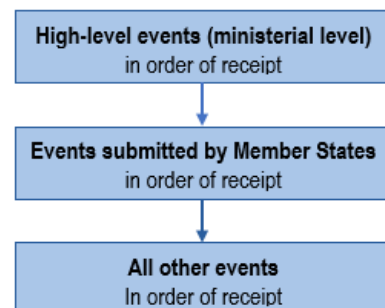 High-level events (ministerial level)
in order of receipt
Events submitted by Member States
in order of receipt
All other events
In order of receipt